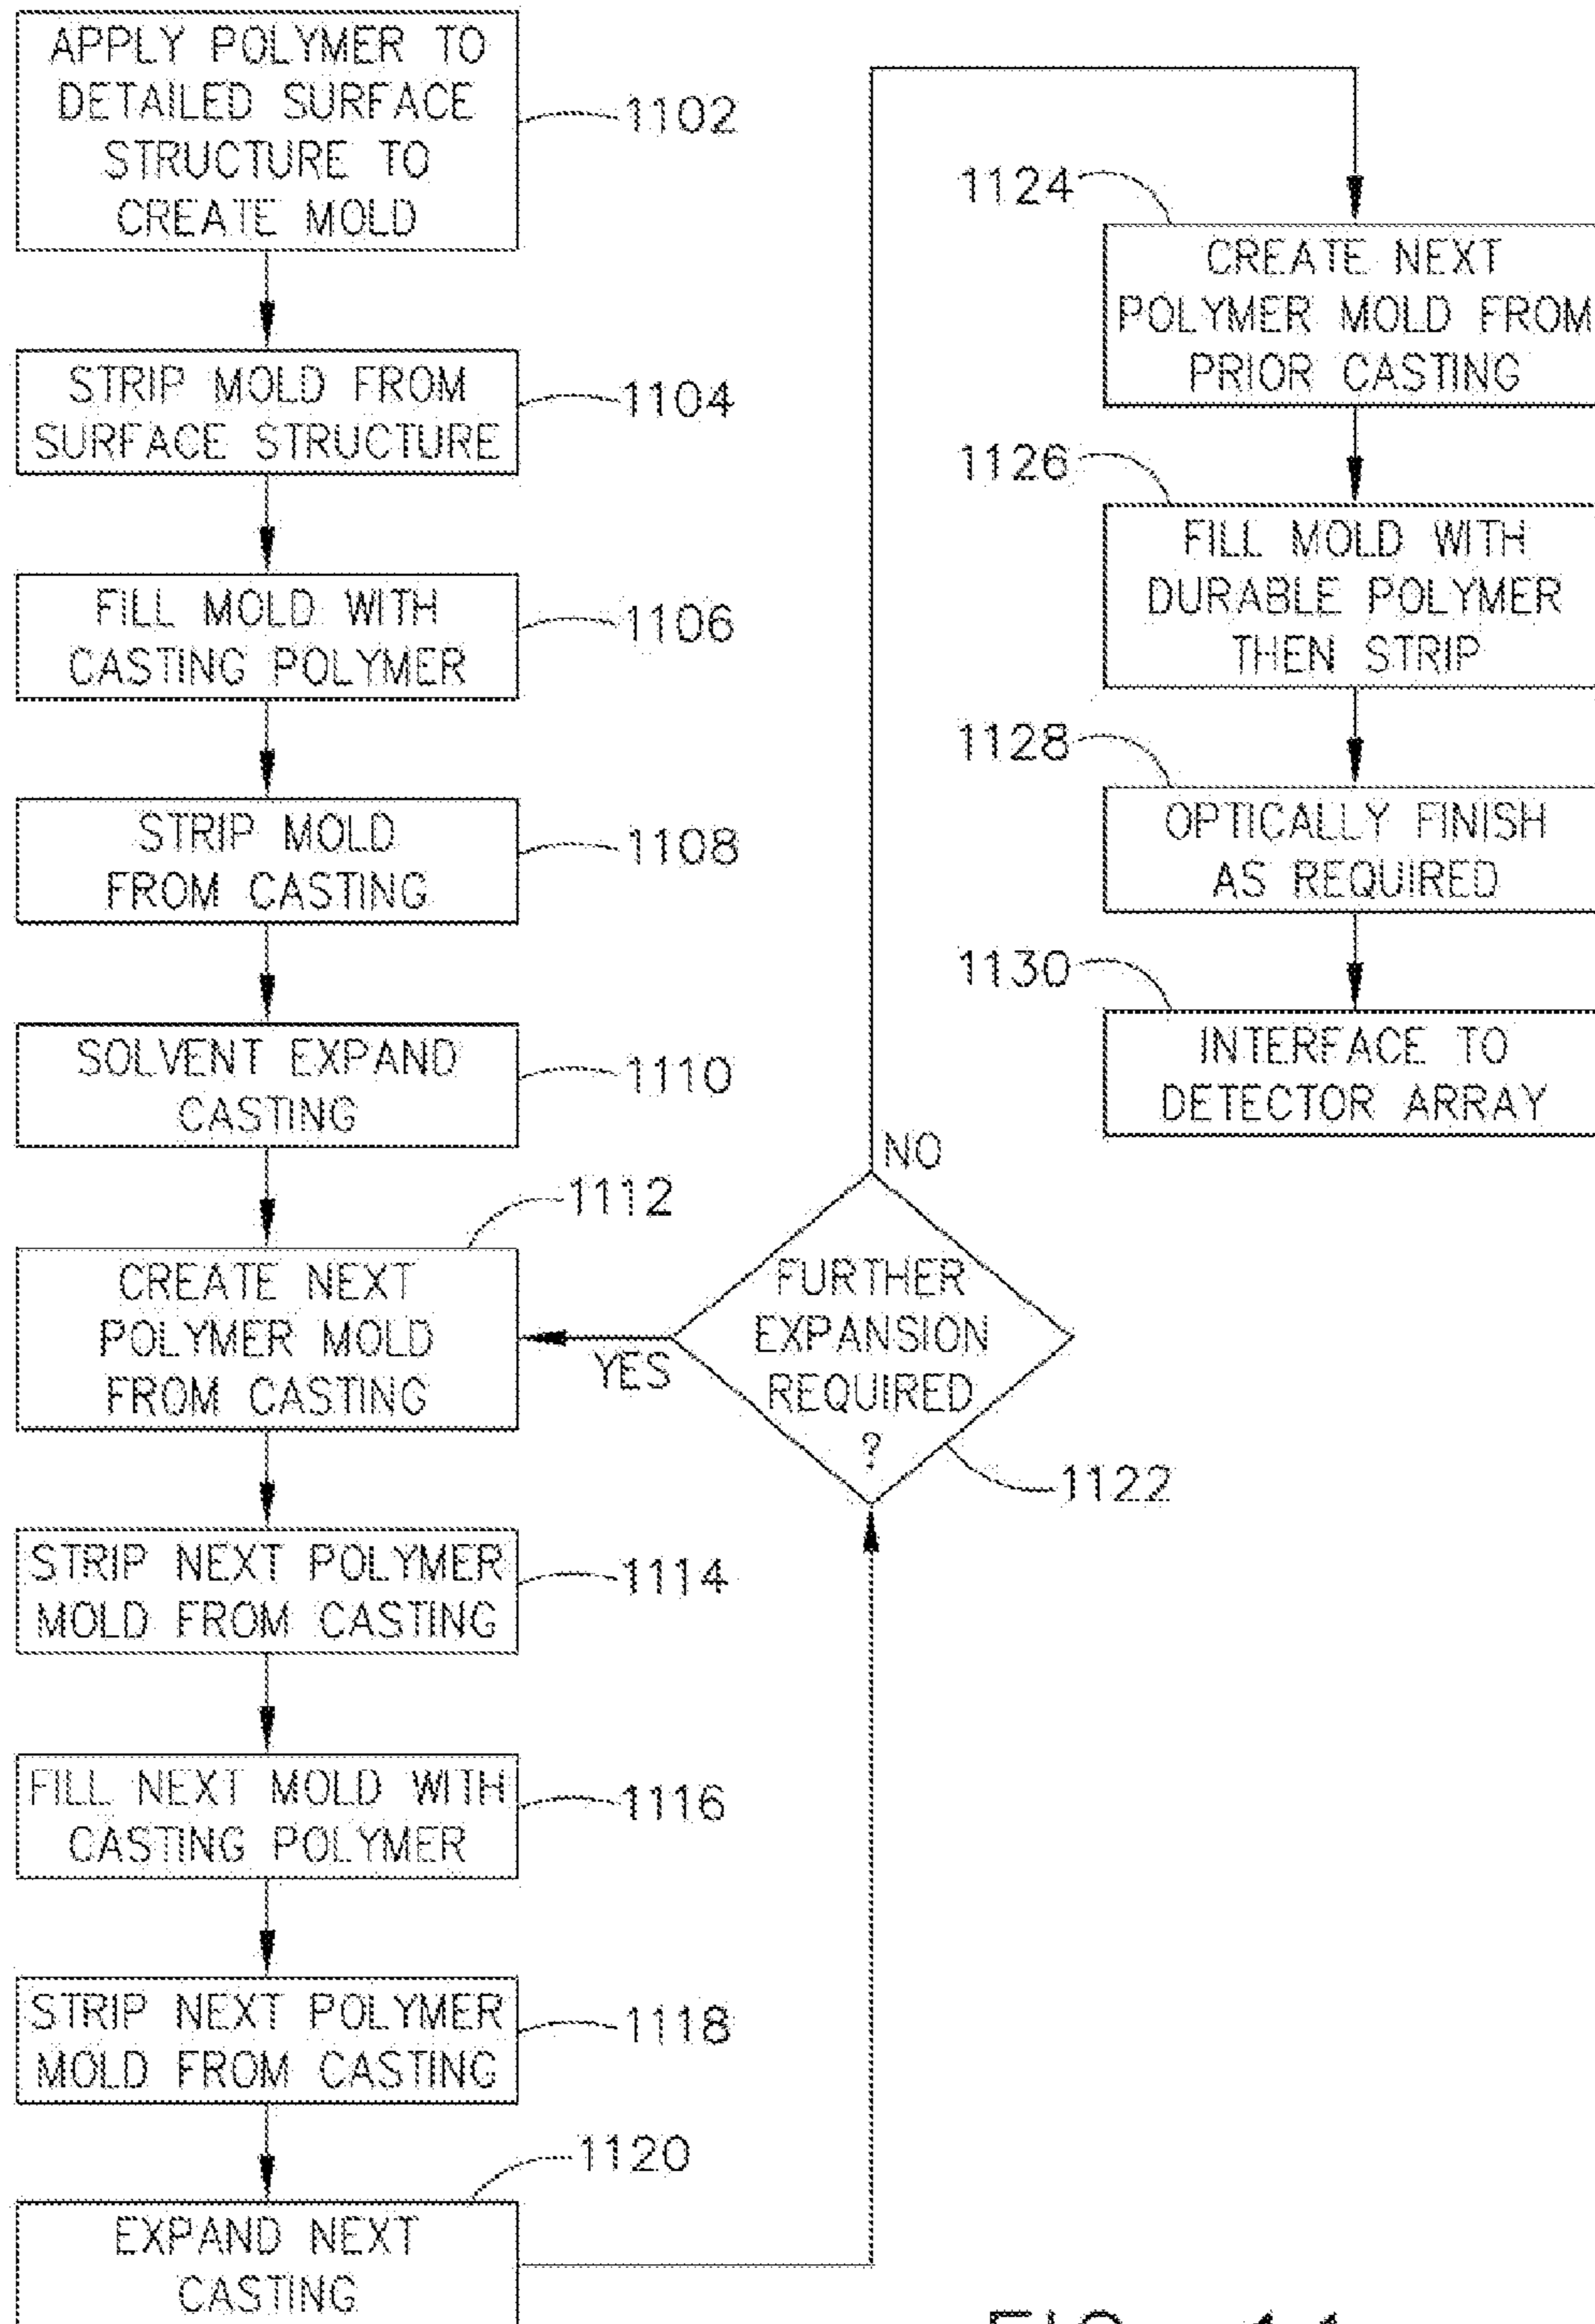 APPLY POLYMER TO
DETAILED SURFACE
STRUCTURE TO
CREATE MOLD
1102
STRIP MOLD FROM
SURFACE STRUCTURE
1104
FILL MOLD WITH
CASTING POLYMER
1106
STRIP MOLD
FROM CASTING
1108
SOLVENT EXPAND
CASTING
1110
1112
CREATE NEXT
POLYMER MOLD
FROM CASTING
STRIP NEXT POLYMER
MOLD FROM CASTING
1114
FILL NEXT MOLD WITH
CASTING POLYMER
1116
STRIP NEXT POLYMER
MOLD FROM CASTING
1118
1120
EXPAND NEXT
CASTING
NO
FURTHER
EXPANSION
REQUIRED
?
YES
1122
1124
CREATE NEXT
POLYMER MOLD FROM
PRIOR CASTING
1126
FILL MOLD WITH
DURABLE POLYMER
THEN STRIP
1128
OPTICALLY FINISH
AS REQUIRED
1130
INTERFACE TO
DETECTOR ARRAY
FIG. 11